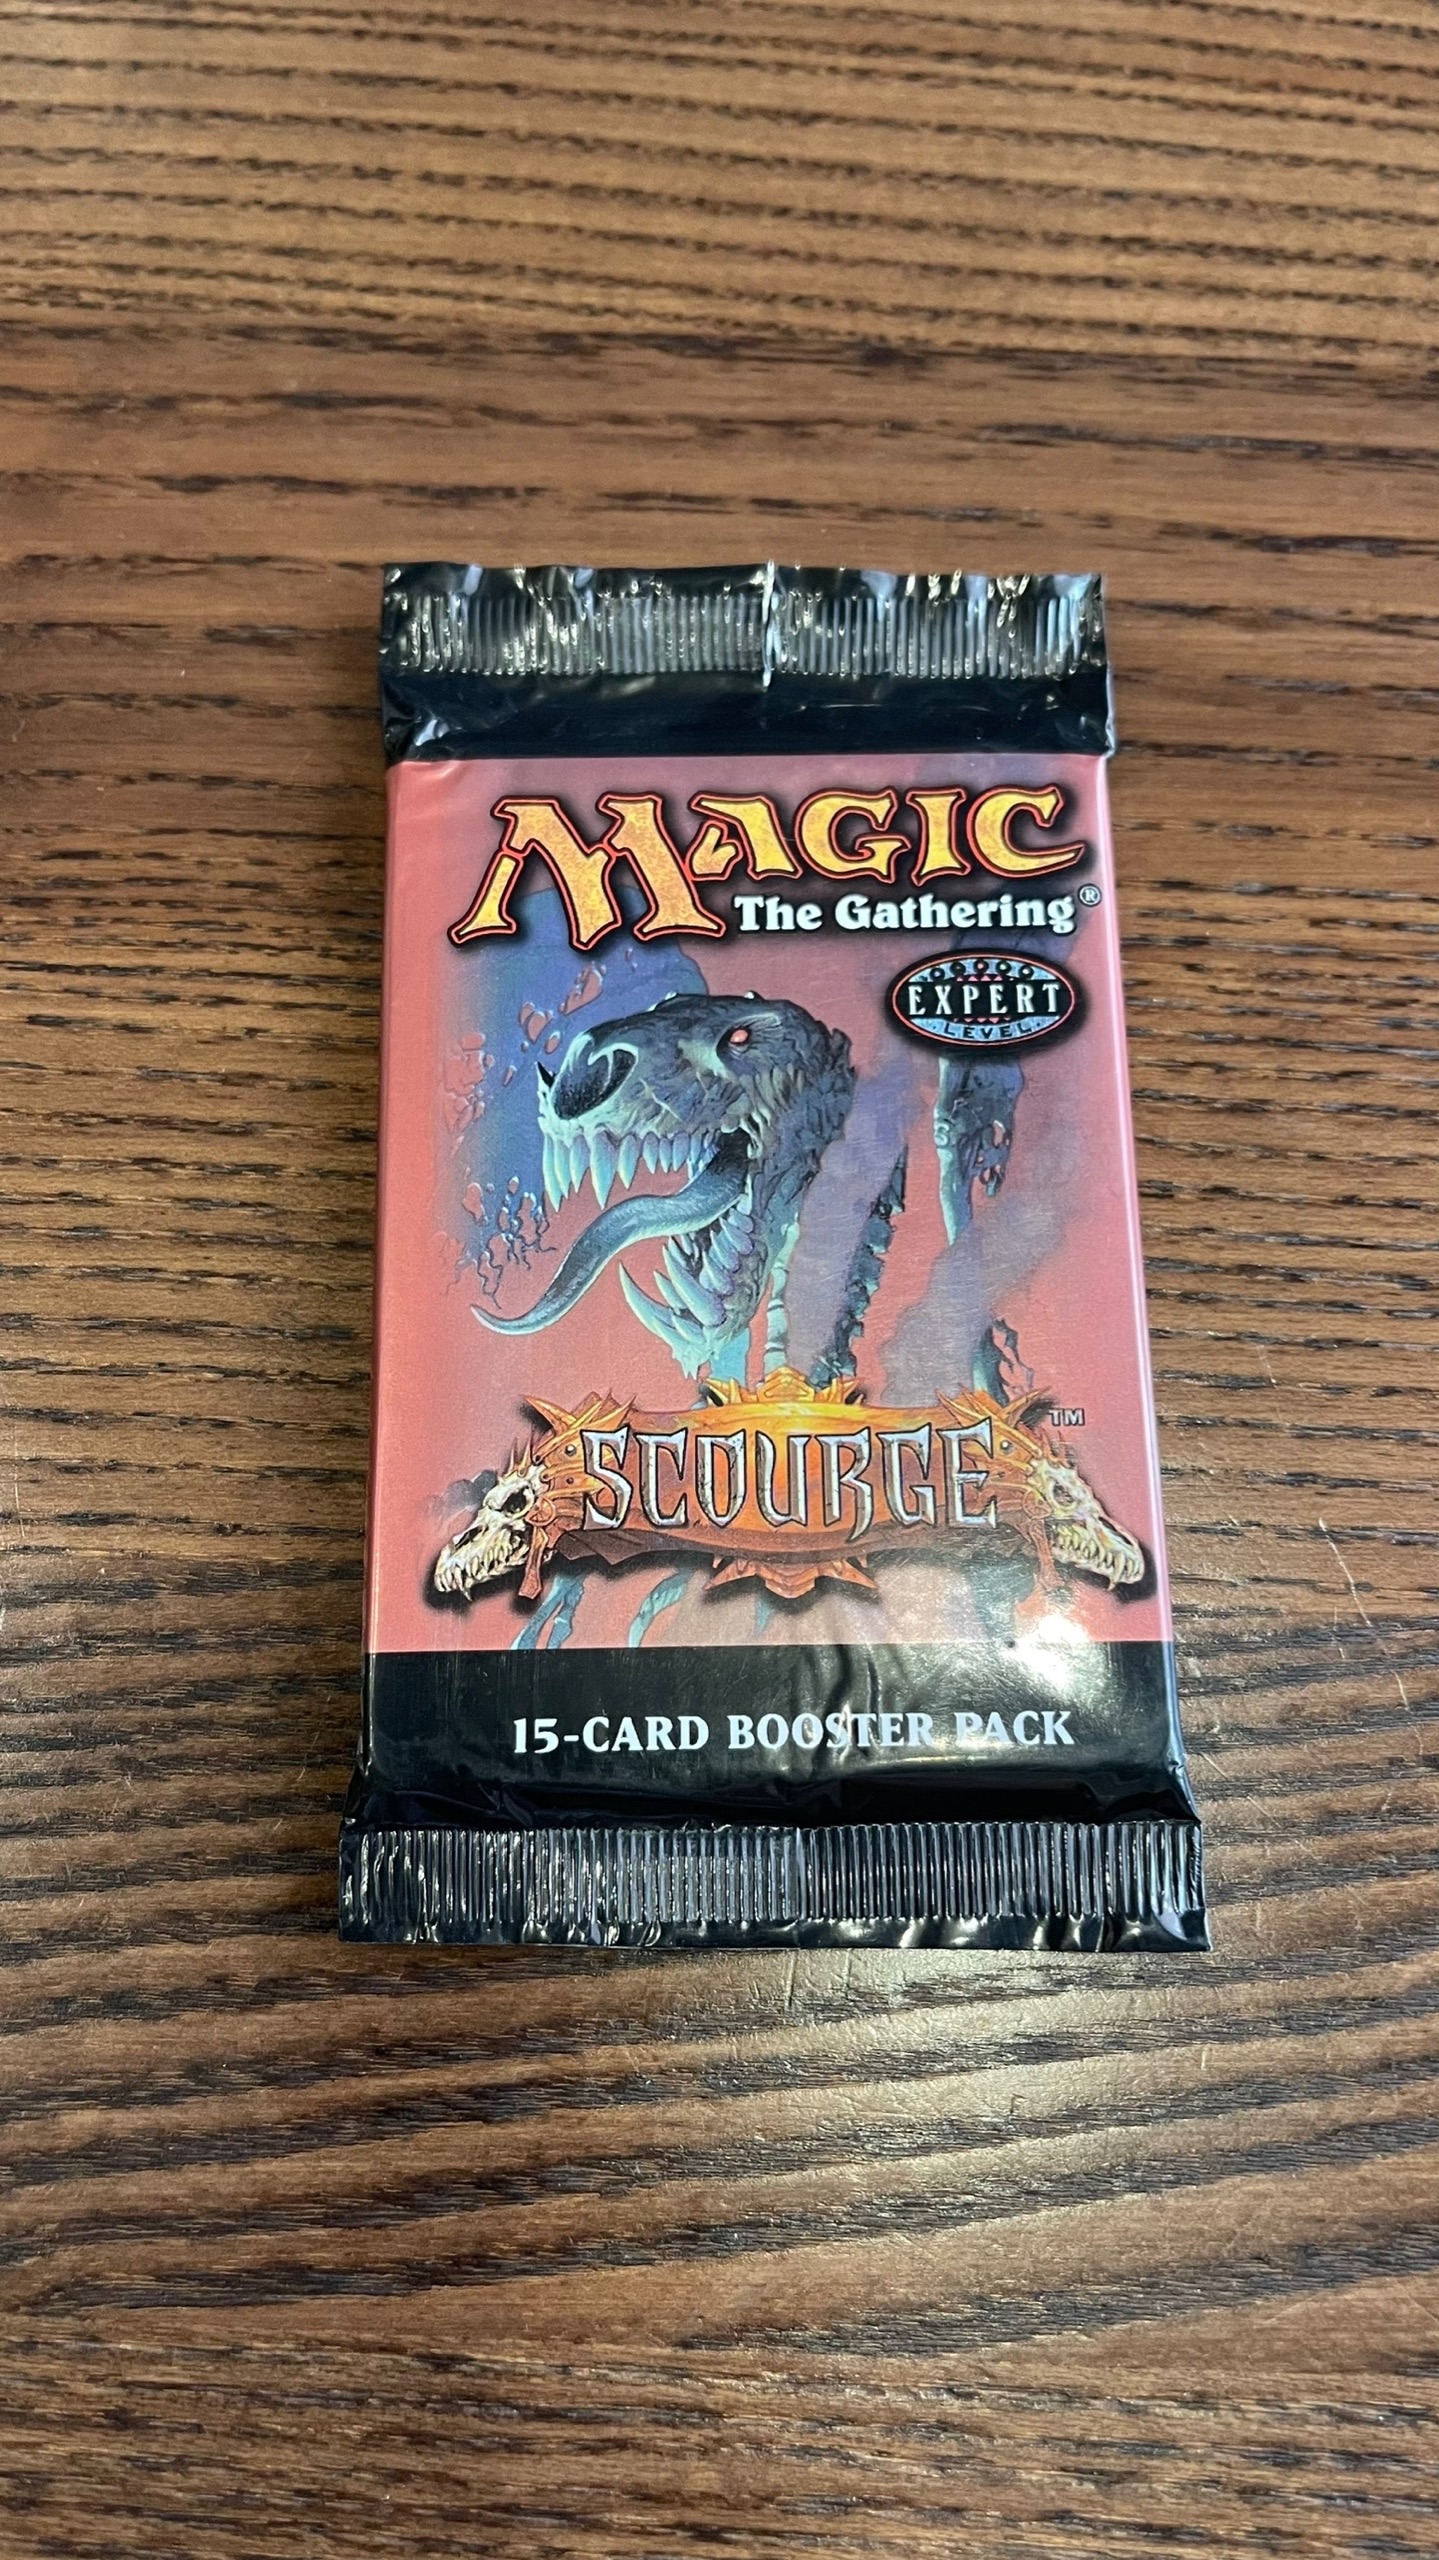 MAGIC
The Gathering®
EXPERT
LEVEL
SCOURGE™
15-CARD BOOSTER PACK